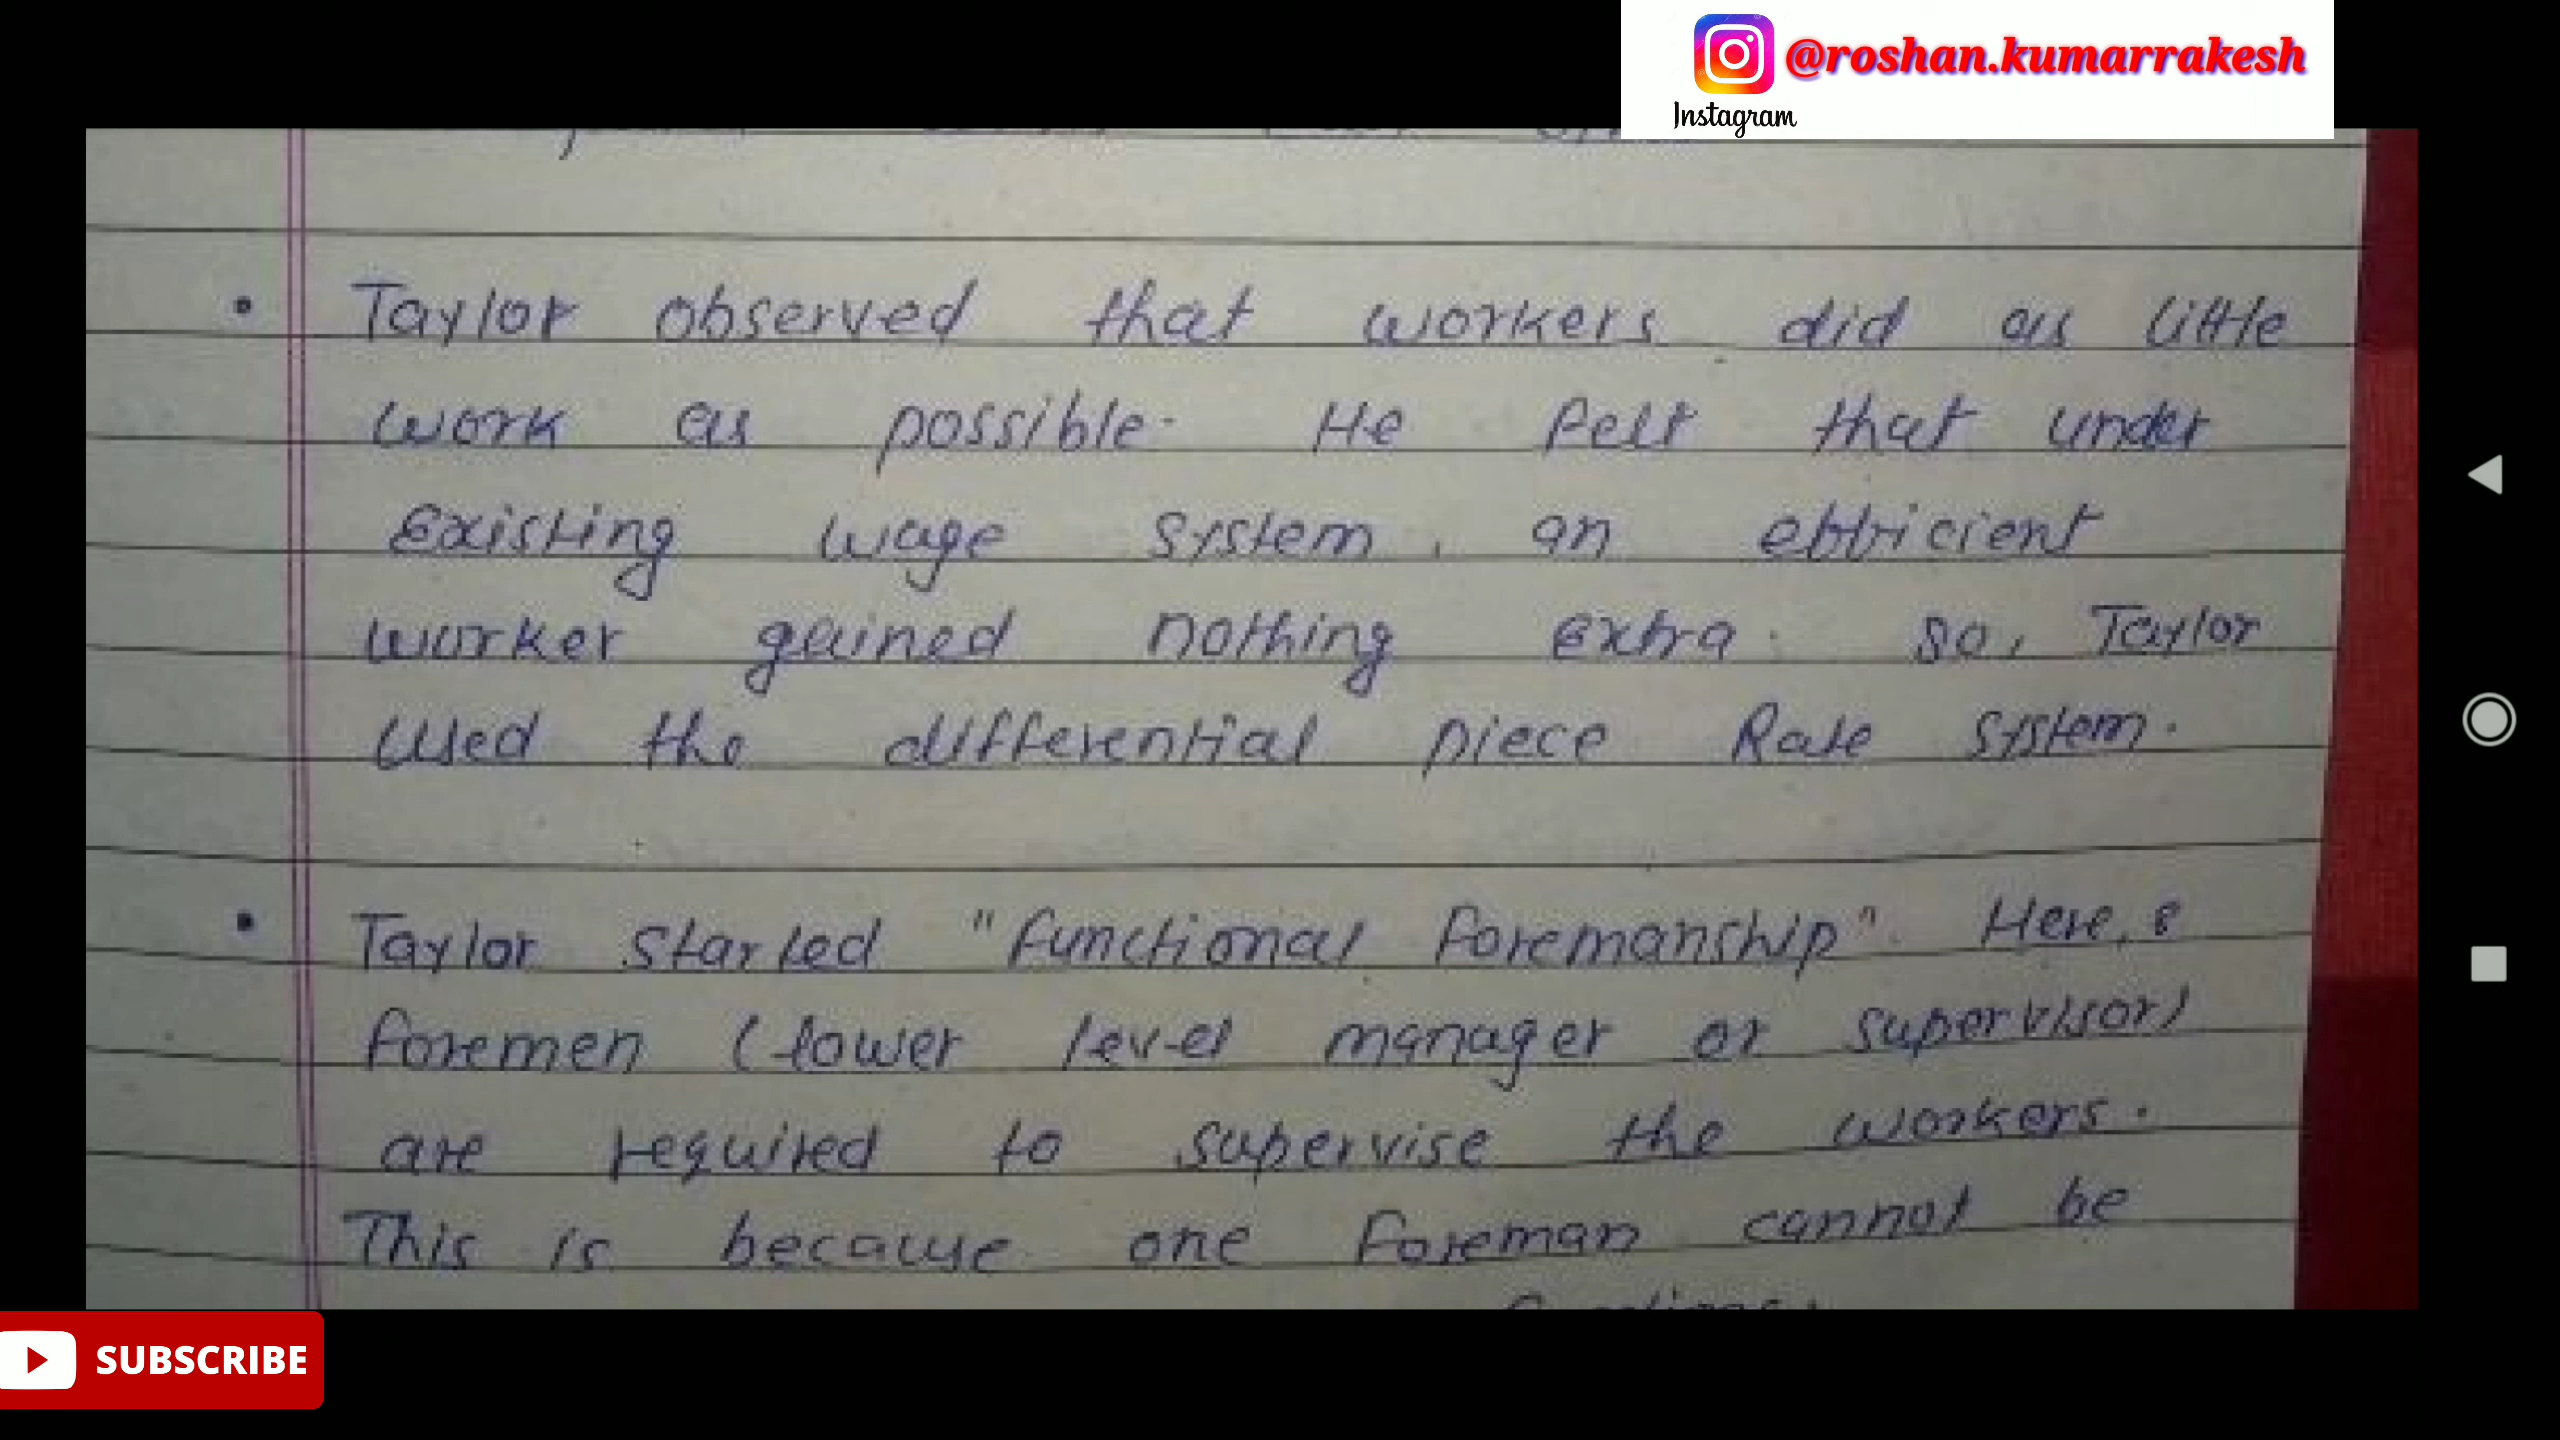 @roshan.kumarrakesh
Instagram
• Taylor observed that workers did as little
work as possible. He felt that under
Existing wage system, an efficient
worker gained nothing Extra. So, Taylor
Used the differential piece Rate system.
• Taylor started "functional foremanship". Here, 8
foremen (lower level manager or supervisor)
are required to supervise the workers.
This is because one foreman cannot be
SUBSCRIBE